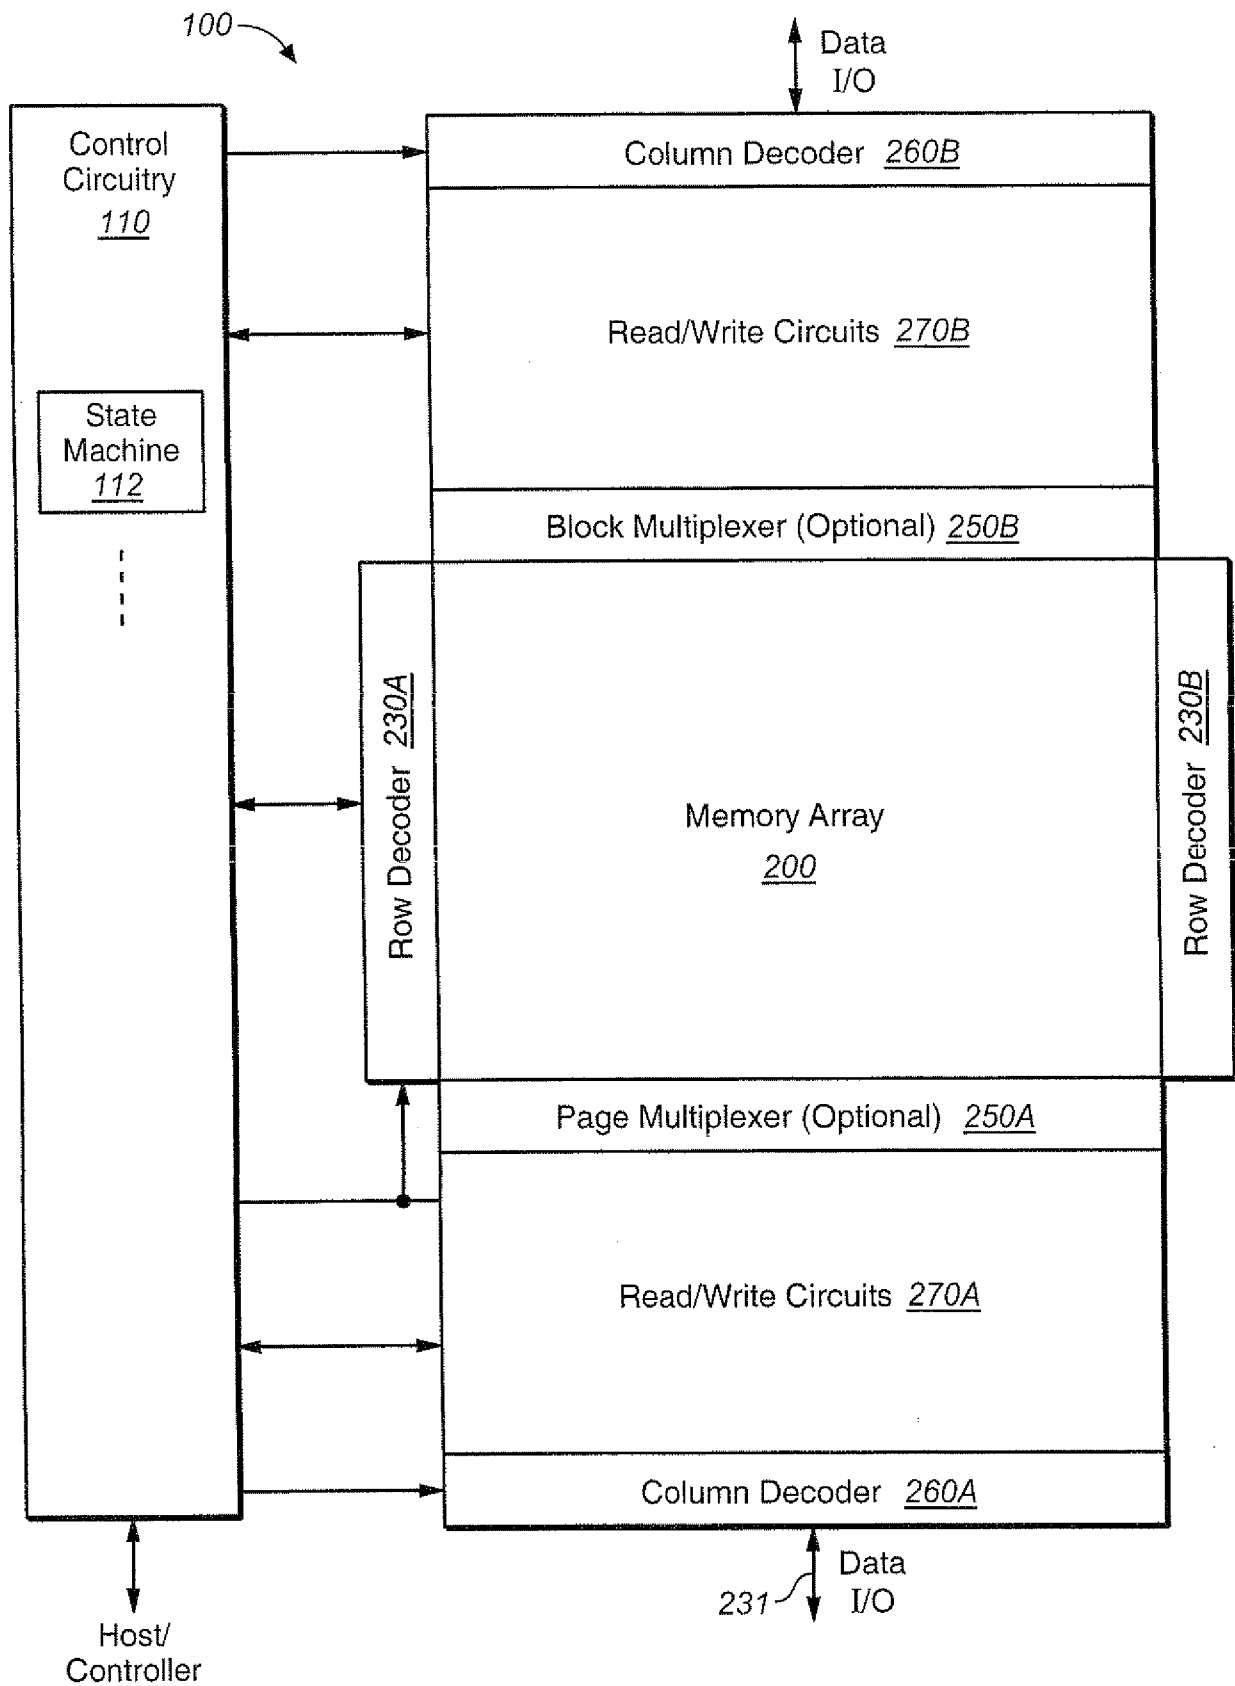 100
Data
I/O
Control
Circuitry
110
Column Decoder 260B
Read/Write Circuits 270B
State
Machine
112
Block Multiplexer (Optional) 250B
Row Decoder 230A
Memory Array
200
Row Decoder 230B
Page Multiplexer (Optional) 250A
Read/Write Circuits 270A
Column Decoder 260A
231
Data
I/O
Host/
Controller